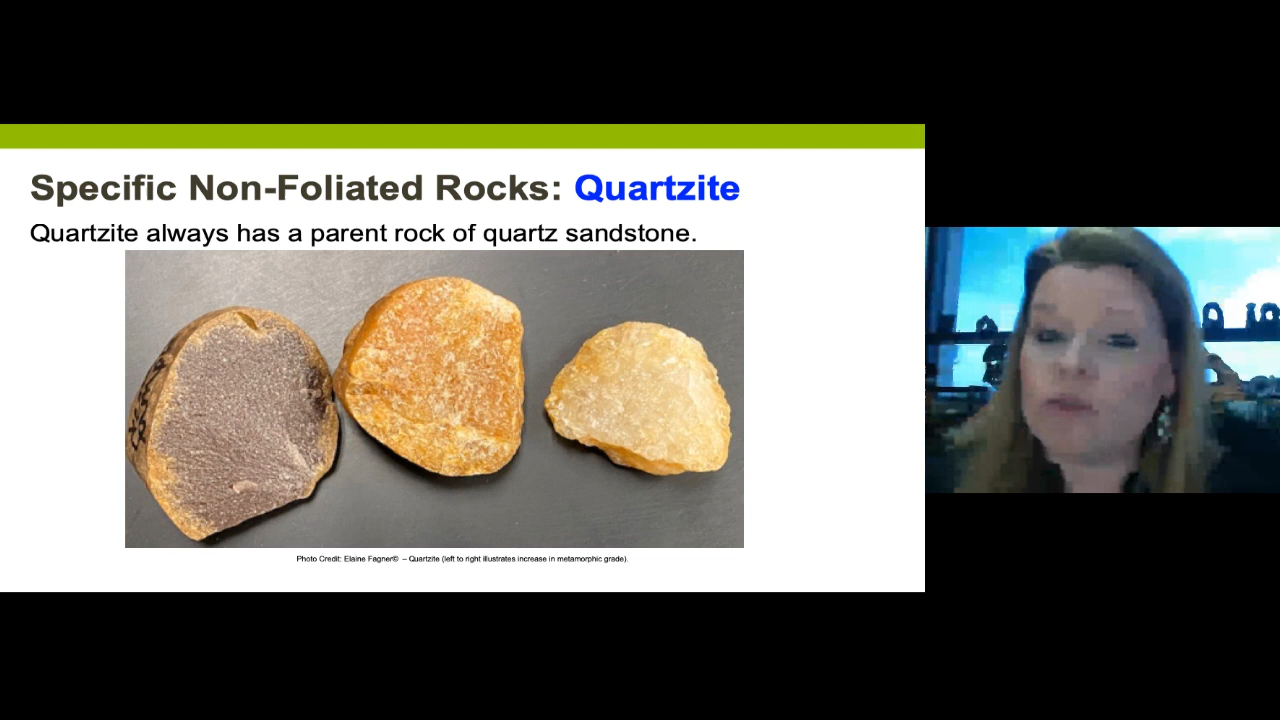 Specific Non-Foliated Rocks: Quartzite
Quartzite always has a parent rock of quartz sandstone.
Photo Credit: Elaine Fagner© – Quartzite (left to right illustrates increase in metamorphic grade).